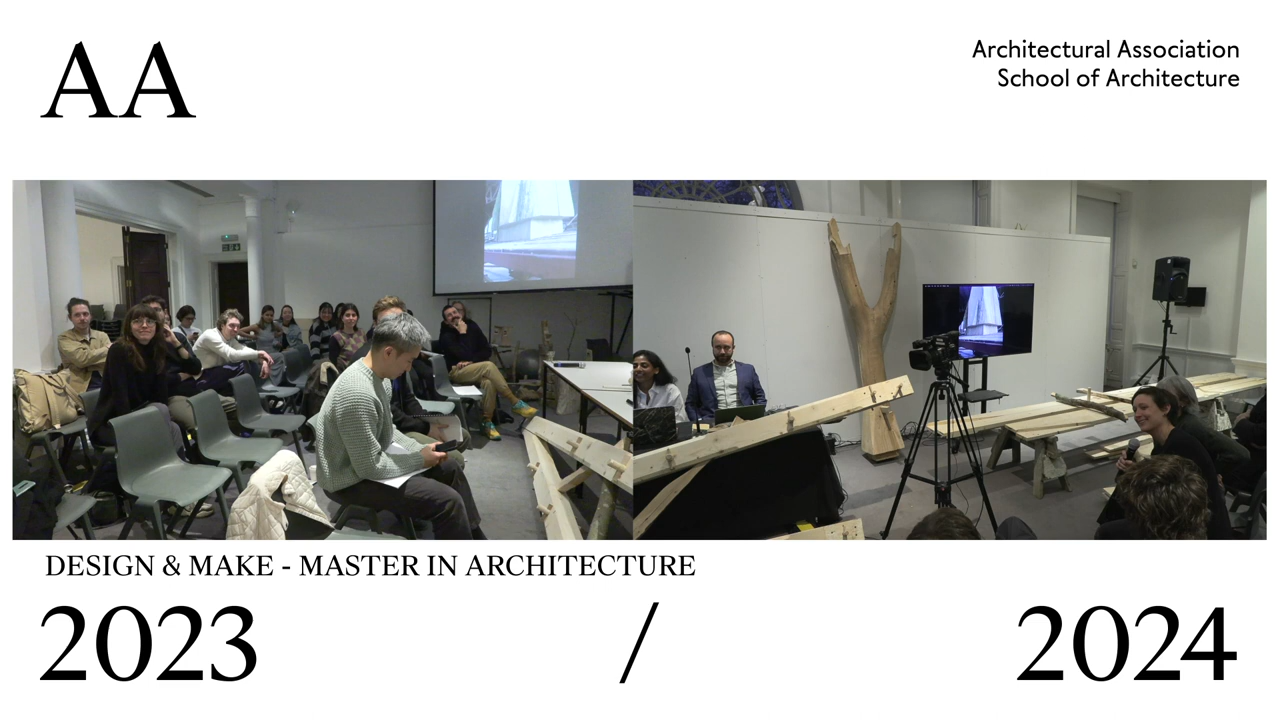 AA
Architectural Association
School of Architecture
DESIGN & MAKE - MASTER IN ARCHITECTURE
2023 / 2024